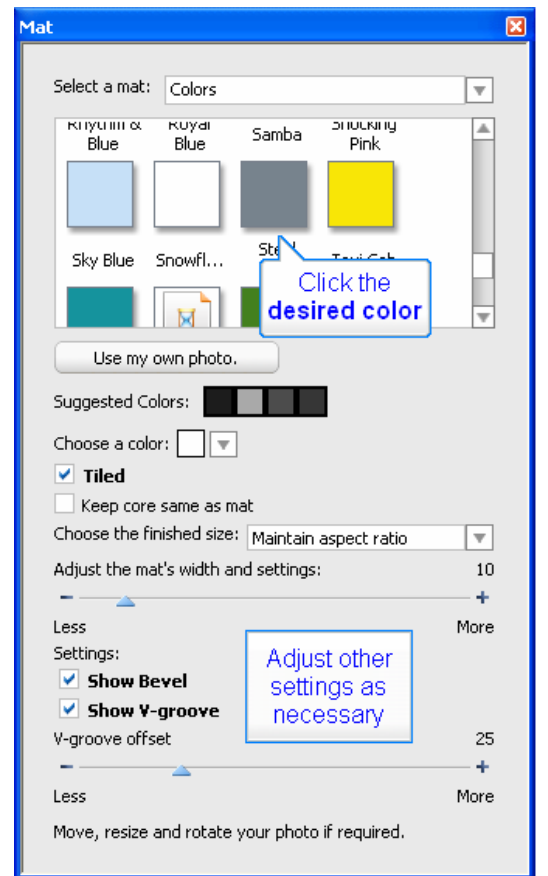 Mat
Select a mat: Colors
Rhythm & Royal Samba Shocking
Blue Blue Pink
Sky Blue Snowfl...
Click the
desired color
Use my own photo.
Suggested Colors:
Choose a color:
Tiled
Keep core same as mat
Choose the finished size: Maintain aspect ratio
Adjust the mat's width and settings: 10
- +
Less More
Settings:
Adjust other
settings as
necessary
Show Bevel
Show V-groove
V-groove offset 25
- +
Less More
Move, resize and rotate your photo if required.